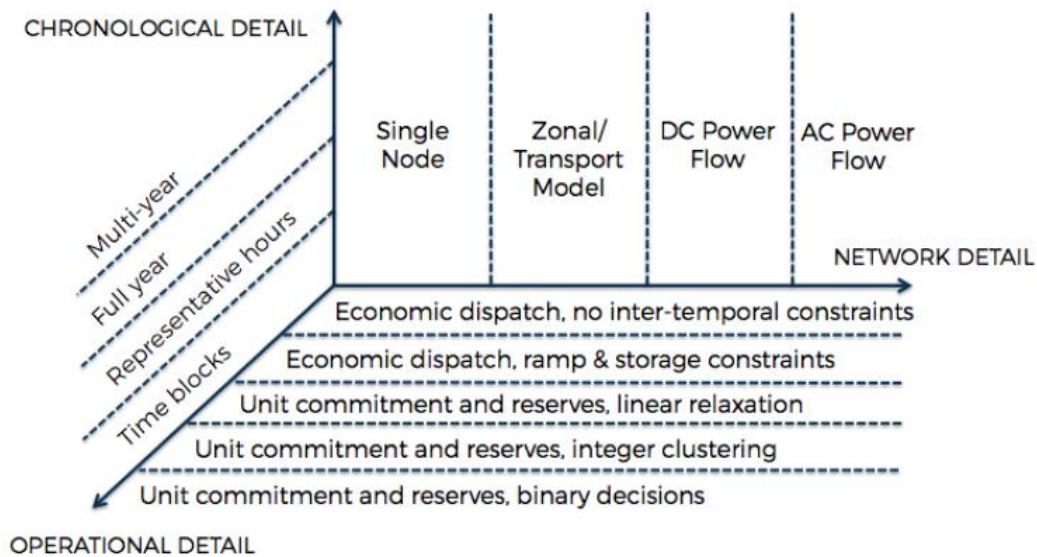 CHRONOLOGICAL DETAIL
Single
Node
Zonal/
Transport
Model
DC Power
Flow
AC Power
Flow
Multi-year
Full year
Representative hours
Time blocks
NETWORK DETAIL
Economic dispatch, no inter-temporal constraints
Economic dispatch, ramp & storage constraints
Unit commitment and reserves, linear relaxation
Unit commitment and reserves, integer clustering
Unit commitment and reserves, binary decisions
OPERATIONAL DETAIL